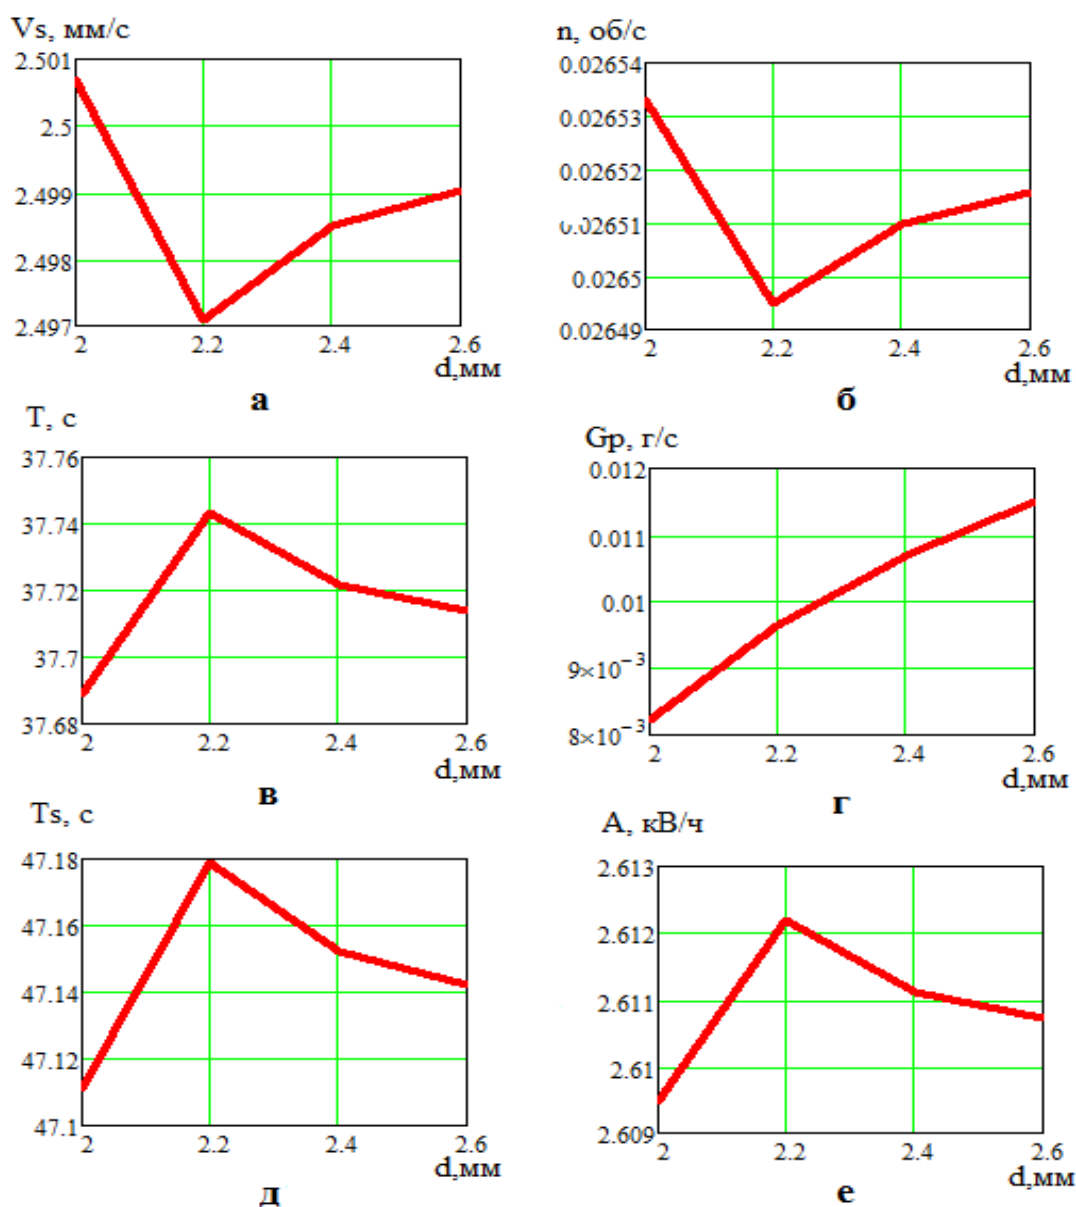 Vs, мм/с
2.501
2.5
2.499
2.498
2.497
2 2.2 2.4 2.6
d,мм
а
n, об/с
0.02654
0.02653
0.02652
0.02651
0.0265
0.02649
2 2.2 2.4 2.6
d,мм
б
T, с
37.76
37.74
37.72
37.7
37.68
2 2.2 2.4 2.6
d,мм
в
Gp, г/с
0.012
0.011
0.01
9×10⁻³
8×10⁻³
2 2.2 2.4 2.6
d,мм
г
Ts, с
47.18
47.16
47.14
47.12
47.1
2 2.2 2.4 2.6
d,мм
д
А, кВ/ч
2.613
2.612
2.611
2.61
2.609
2 2.2 2.4 2.6
d,мм
е